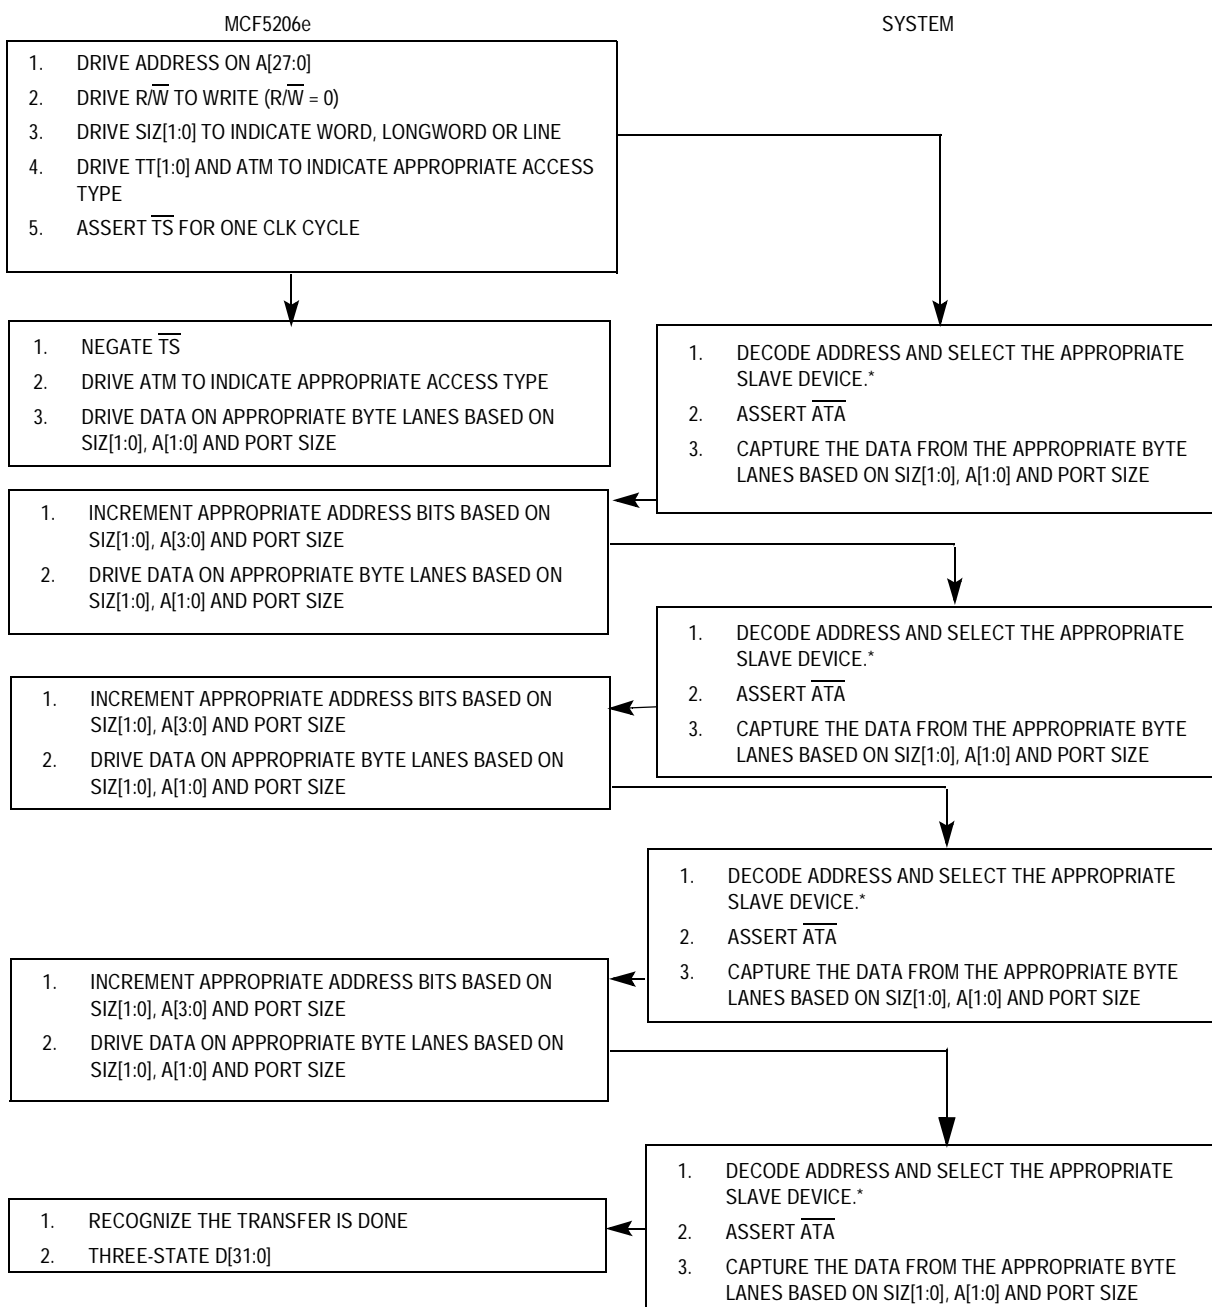 MCF5206e
SYSTEM
1. DRIVE ADDRESS ON A[27:0]
2. DRIVE R/W̅ TO WRITE (R/W̅ = 0)
3. DRIVE SIZ[1:0] TO INDICATE WORD, LONGWORD OR LINE
4. DRIVE TT[1:0] AND ATM TO INDICATE APPROPRIATE ACCESS
TYPE
5. ASSERT T̅S̅ FOR ONE CLK CYCLE
1. NEGATE T̅S̅
2. DRIVE ATM TO INDICATE APPROPRIATE ACCESS TYPE
3. DRIVE DATA ON APPROPRIATE BYTE LANES BASED ON
SIZ[1:0], A[1:0] AND PORT SIZE
1. DECODE ADDRESS AND SELECT THE APPROPRIATE
SLAVE DEVICE.*
2. ASSERT A̅T̅A̅
3. CAPTURE THE DATA FROM THE APPROPRIATE BYTE
LANES BASED ON SIZ[1:0], A[1:0] AND PORT SIZE
1. INCREMENT APPROPRIATE ADDRESS BITS BASED ON
SIZ[1:0], A[3:0] AND PORT SIZE
2. DRIVE DATA ON APPROPRIATE BYTE LANES BASED ON
SIZ[1:0], A[1:0] AND PORT SIZE
1. DECODE ADDRESS AND SELECT THE APPROPRIATE
SLAVE DEVICE.*
2. ASSERT A̅T̅A̅
3. CAPTURE THE DATA FROM THE APPROPRIATE BYTE
LANES BASED ON SIZ[1:0], A[1:0] AND PORT SIZE
1. INCREMENT APPROPRIATE ADDRESS BITS BASED ON
SIZ[1:0], A[3:0] AND PORT SIZE
2. DRIVE DATA ON APPROPRIATE BYTE LANES BASED ON
SIZ[1:0], A[1:0] AND PORT SIZE
1. DECODE ADDRESS AND SELECT THE APPROPRIATE
SLAVE DEVICE.*
2. ASSERT A̅T̅A̅
3. CAPTURE THE DATA FROM THE APPROPRIATE BYTE
LANES BASED ON SIZ[1:0], A[1:0] AND PORT SIZE
1. INCREMENT APPROPRIATE ADDRESS BITS BASED ON
SIZ[1:0], A[3:0] AND PORT SIZE
2. DRIVE DATA ON APPROPRIATE BYTE LANES BASED ON
SIZ[1:0], A[1:0] AND PORT SIZE
1. DECODE ADDRESS AND SELECT THE APPROPRIATE
SLAVE DEVICE.*
2. ASSERT A̅T̅A̅
3. CAPTURE THE DATA FROM THE APPROPRIATE BYTE
LANES BASED ON SIZ[1:0], A[1:0] AND PORT SIZE
1. RECOGNIZE THE TRANSFER IS DONE
2. THREE-STATE D[31:0]